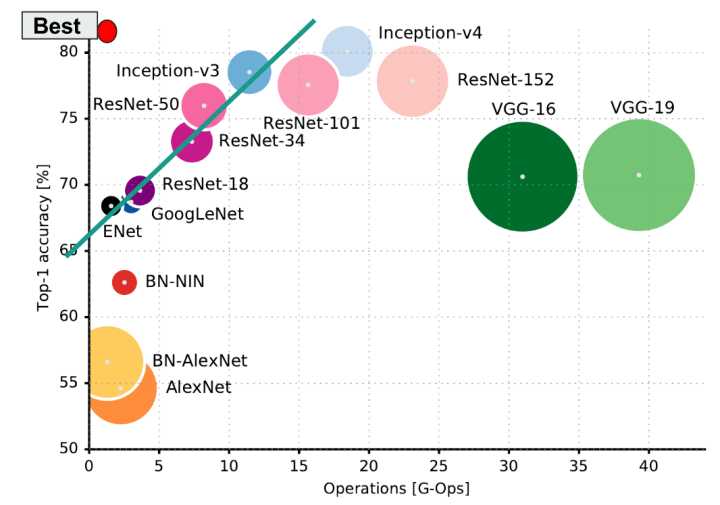 Best
Inception-v4
80
Inception-v3
ResNet-152
ResNet-50
VGG-16
VGG-19
75
ResNet-101
ResNet-34
Top-1 accuracy [%]
70
ResNet-18
GoogLeNet
ENet
65
BN-NIN
60
BN-AlexNet
55
AlexNet
50
0 5 10 15 20 25 30 35 40
Operations [G-Ops]